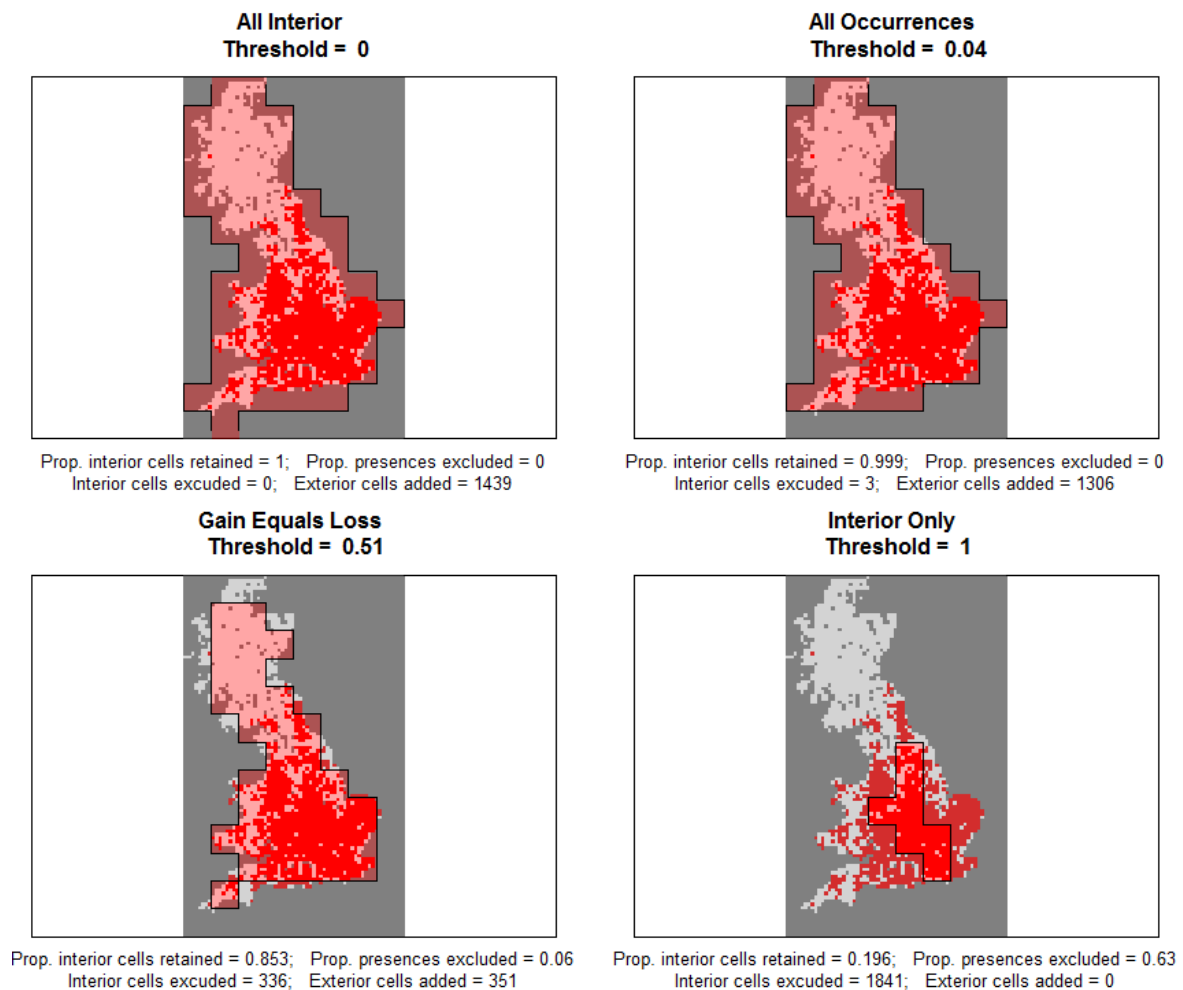 All Interior
Threshold = 0
All Occurrences
Threshold = 0.04
Prop. interior cells retained = 1; Prop. presences excluded = 0
Interior cells excuded = 0; Exterior cells added = 1439
Prop. interior cells retained = 0.999; Prop. presences excluded = 0
Interior cells excuded = 3; Exterior cells added = 1306
Gain Equals Loss
Threshold = 0.51
Interior Only
Threshold = 1
Prop. interior cells retained = 0.853; Prop. presences excluded = 0.06
Interior cells excuded = 336; Exterior cells added = 351
Prop. interior cells retained = 0.196; Prop. presences excluded = 0.63
Interior cells excuded = 1841; Exterior cells added = 0